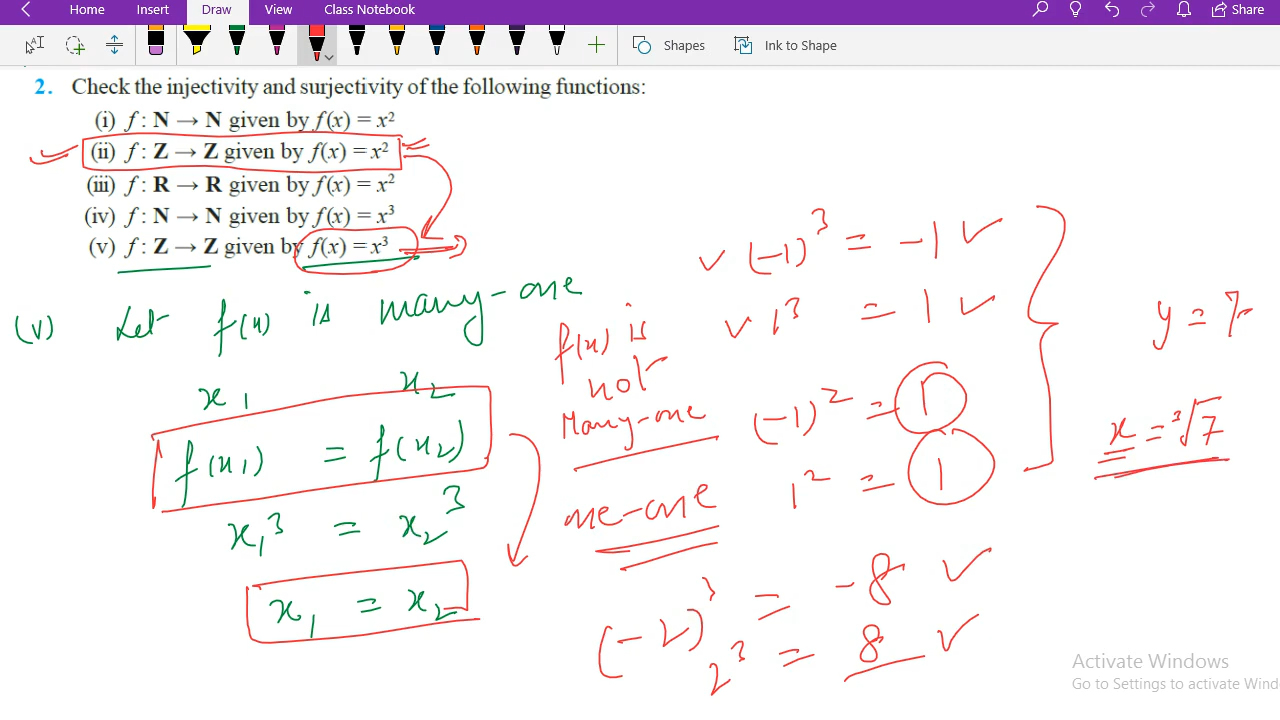 Home Insert Draw View Class Notebook Share
Shapes Ink to Shape
2. Check the injectivity and surjectivity of the following functions:
(i) f : N → N given by f(x) = x²
(ii) f : Z → Z given by f(x) = x²
(iii) f : R → R given by f(x) = x²
(iv) f : N → N given by f(x) = x³
(v) f : Z → Z given by f(x) = x³
(v) Let f(x) is many-one
x₁ x₂
f(x₁) = f(x₂)
x₁³ = x₂³
x₁ = x₂
f(x) is
not
Many-one
one-one
(-1)³ = -1
1³ = 1
(-1)² = 1
1² = 1
(-2)³ = -8
2³ = 8
y = 7
x = ³√7
Activate Windows
Go to Settings to activate Wind